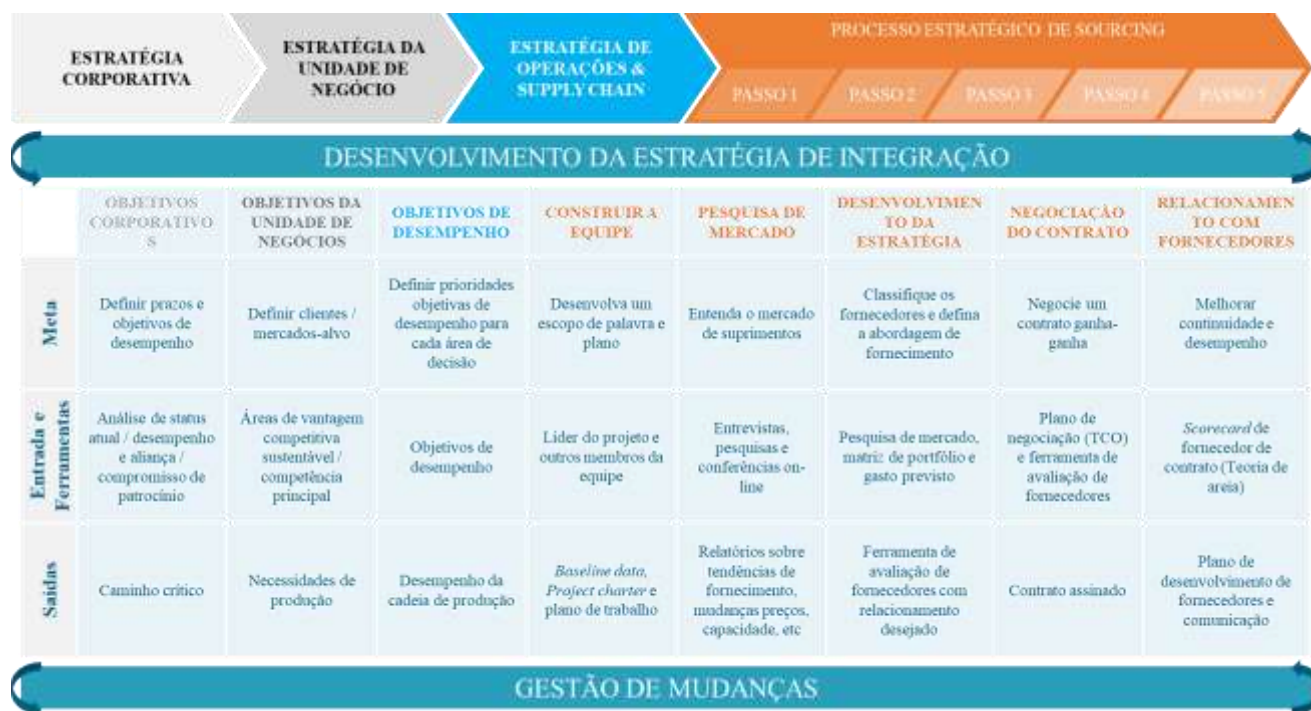 ESTRATÉGIA
CORPORATIVA
ESTRATÉGIA DA
UNIDADE DE
NEGÓCIO
ESTRATÉGIA DE
OPERAÇÕES &
SUPPLY CHAIN
PROCESSO ESTRATÉGICO DE SOURCING
PASSO 1
PASSO 2
PASSO 3
PASSO 4
PASSO 5
DESENVOLVIMENTO DA ESTRATÉGIA DE INTEGRAÇÃO
OBJETIVOS
CORPORATIVO
S
OBJETIVOS DA
UNIDADE DE
NEGÓCIOS
OBJETIVOS DE
DESEMPENHO
CONSTRUIR A
EQUIPE
PESQUISA DE
MERCADO
DESENVOLVIMEN
TO DA
ESTRATÉGIA
NEGOCIAÇÃO
DO CONTRATO
RELACIONAMEN
TO COM
FORNECEDORES
Meta
Definir prazos e
objetivos de
desempenho
Definir clientes /
mercados-alvo
Definir prioridades
objetivas de
desempenho para
cada área de
decisão
Desenvolva um
escopo de palavra e
plano
Entenda o mercado
de suprimentos
Classifique os
fornecedores e defina
a abordagem de
fornecimento
Negocie um
contrato ganha-
ganha
Melhorar
continuidade e
desempenho
Entrada e
Ferramentas
Análise de status
atual / desempenho
e aliança /
compromisso de
patrocínio
Áreas de vantagem
competitiva
sustentável /
competência
principal
Objetivos de
desempenho
Líder do projeto e
outros membros da
equipe
Entrevistas,
pesquisas e
conferências on-
line
Pesquisa de mercado,
matriz de portfólio e
gasto previsto
Plano de
negociação (TCO)
e ferramenta de
avaliação de
fornecedores
Scorecard de
fornecedor de
contrato (Teoria de
areia)
Saídas
Caminho crítico
Necessidades de
produção
Desempenho da
cadeia de produção
Baseline data,
Project charter e
plano de trabalho
Relatórios sobre
tendências de
fornecimento,
mudanças preços,
capacidade, etc
Ferramenta de
avaliação de
fornecedores com
relacionamento
desejado
Contrato assinado
Plano de
desenvolvimento de
fornecedores e
comunicação
GESTÃO DE MUDANÇAS